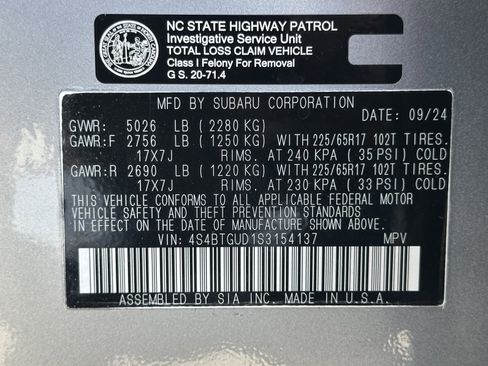 NC STATE HIGHWAY PATROL
Investigative Service Unit
TOTAL LOSS CLAIM VEHICLE
Class I Felony For Removal
G S. 20-71.4
MFD BY SUBARU CORPORATION
DATE: 09/24
GVWR: 5026 LB (2280 KG)
GAWR:F 2756 LB (1250 KG) WITH 225/65R17 102T TIRES.
17X7J RIMS. AT 240 KPA (35 PSI) COLD
GAWR:R 2690 LB (1220 KG) WITH 225/65R17 102T TIRES.
17X7J RIMS. AT 230 KPA (33 PSI) COLD
THIS VEHICLE CONFORMS TO ALL APPLICABLE FEDERAL MOTOR
VEHICLE SAFETY AND THEFT PREVENTION STANDARDS
IN EFFECT ON THE DATE OF MANUFACTURE SHOWN ABOVE.
VIN: 4S4BTGUD1S3154137 MPV
ASSEMBLED BY SIA INC. MADE IN U.S.A.